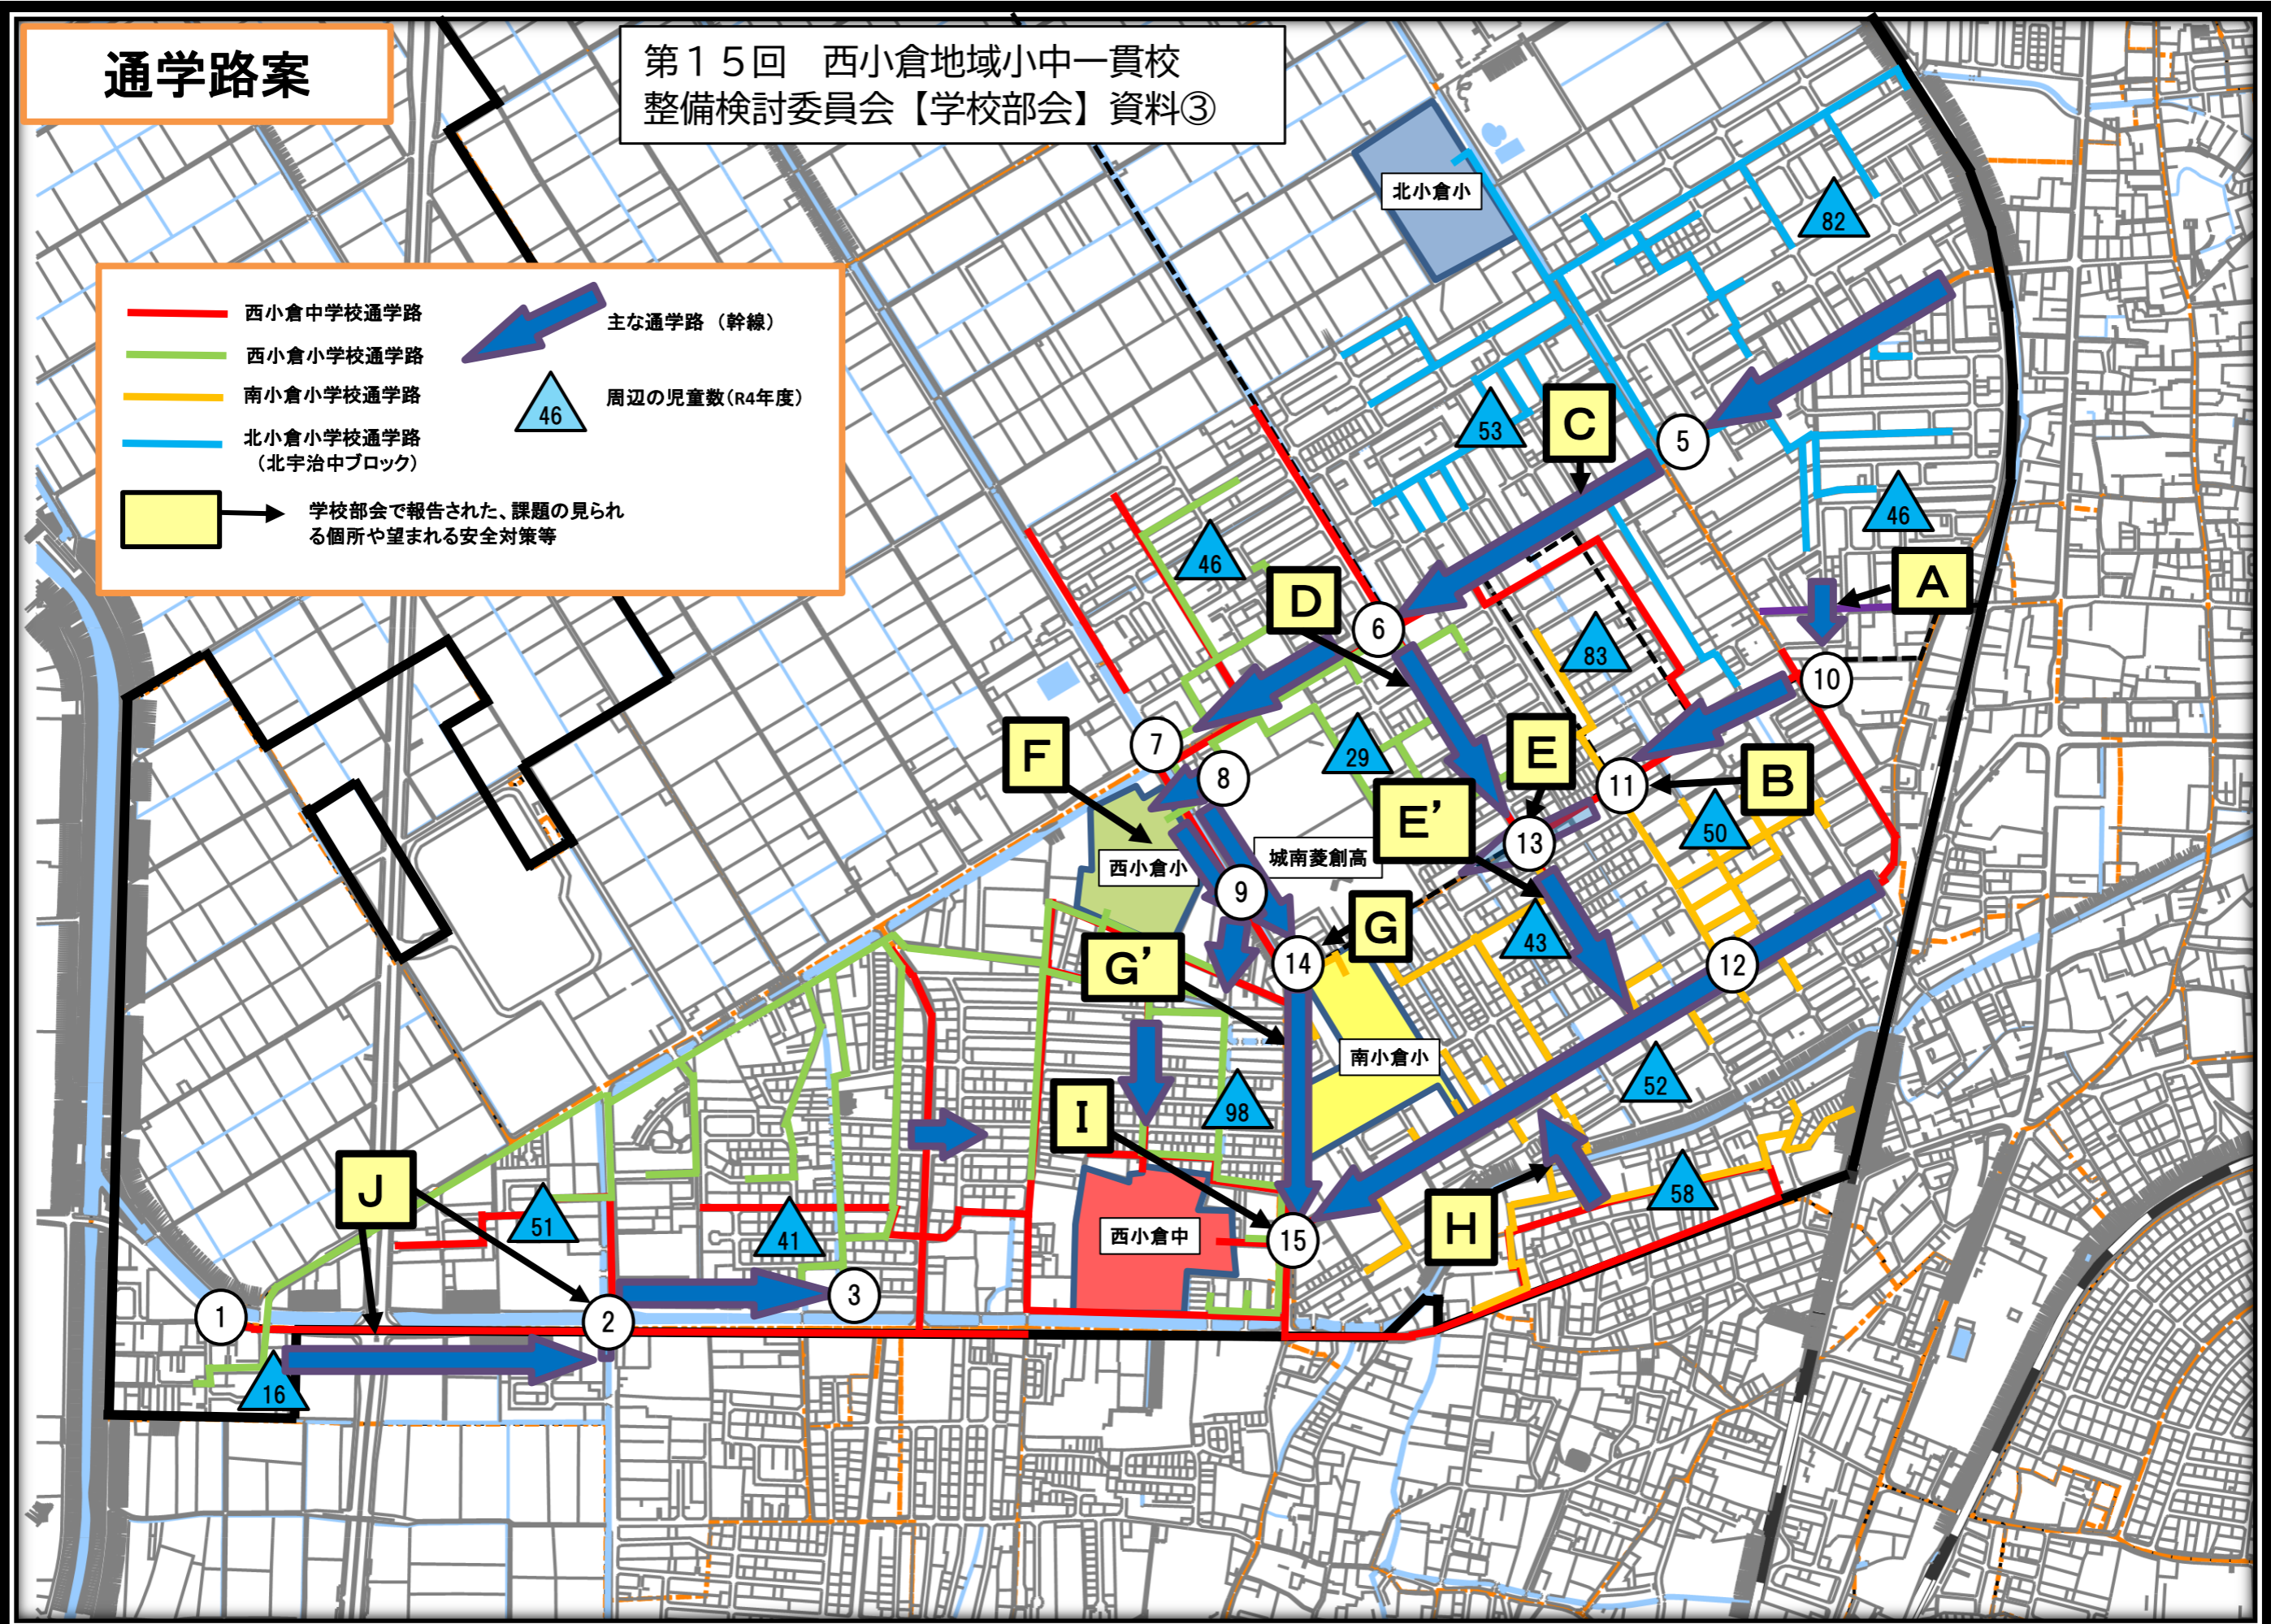 通学路案
第１５回　西小倉地域小中一貫校
整備検討委員会【学校部会】資料③
西小倉中学校通学路
西小倉小学校通学路
南小倉小学校通学路
北小倉小学校通学路
（北宇治中ブロック）
主な通学路（幹線）
46
周辺の児童数（R4年度）
学校部会で報告された、課題の見られ
る個所や望まれる安全対策等
北小倉小
82
53
C
5
46
A
46
D
6
83
10
7
F
8
29
E
11
B
50
E’
13
西小倉小
城南菱創高
9
G
43
14
12
G’
南小倉小
52
98
I
J
51
41
西小倉中
15
H
58
1
2
3
16